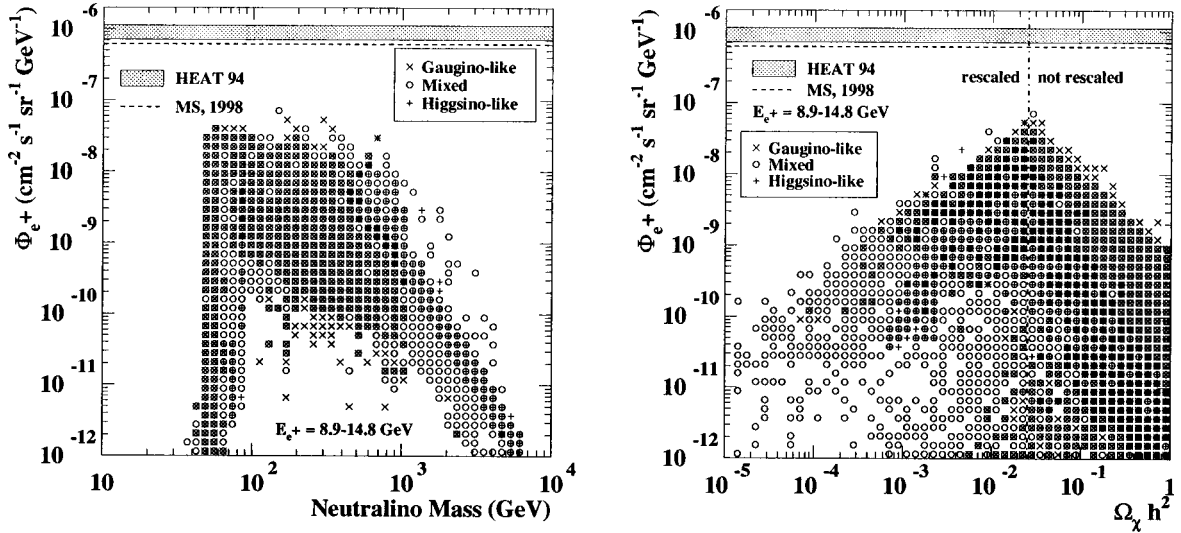 Φ_e+ (cm^-2 s^-1 sr^-1 GeV^-1)
10^-6
10^-7
10^-8
10^-9
10^-10
10^-11
10^-12
HEAT 94
MS, 1998
× Gaugino-like
○ Mixed
+ Higgsino-like
E_e+ = 8.9-14.8 GeV
10
10^2
10^3
10^4
Neutralino Mass (GeV)
Φ_e+ (cm^-2 s^-1 sr^-1 GeV^-1)
10^-6
10^-7
10^-8
10^-9
10^-10
10^-11
10^-12
HEAT 94
MS, 1998
E_e+ = 8.9-14.8 GeV
rescaled
not rescaled
× Gaugino-like
○ Mixed
+ Higgsino-like
10^-5
10^-4
10^-3
10^-2
10^-1
1
Ω_χ h^2